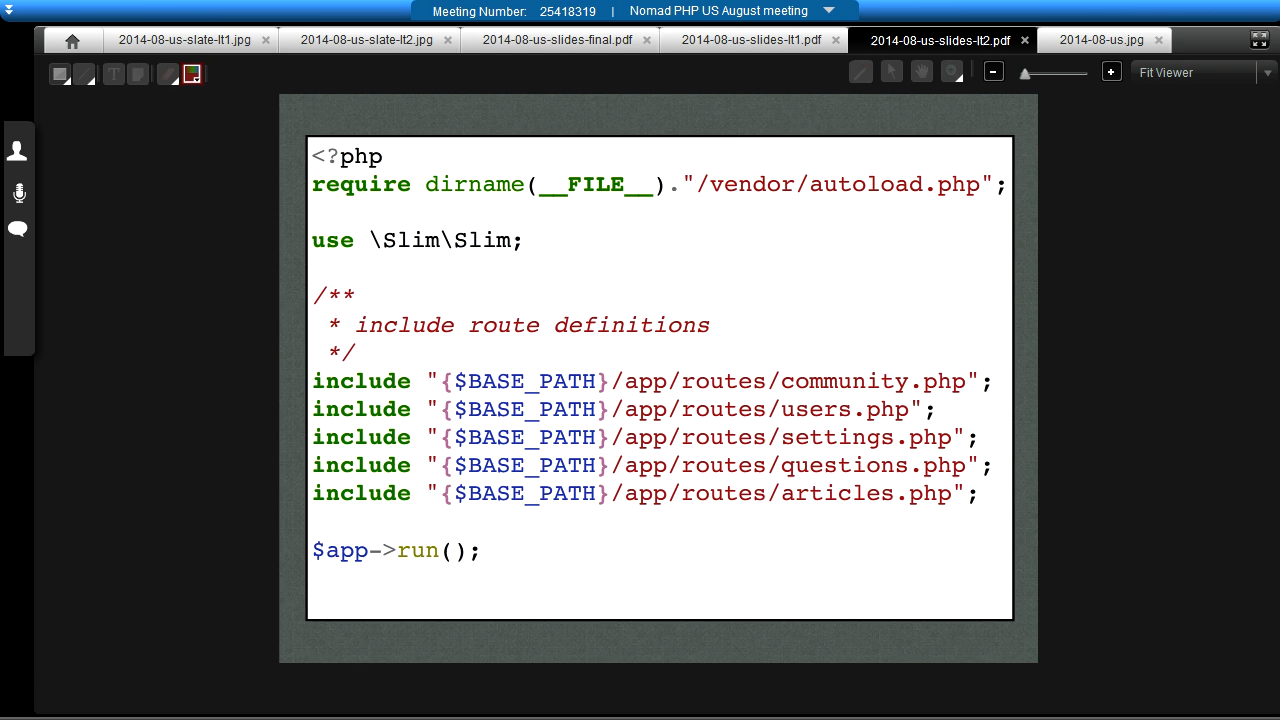 Meeting Number: 25418319 | Nomad PHP US August meeting
2014-08-us-slate-lt1.jpg
2014-08-us-slate-lt2.jpg
2014-08-us-slides-final.pdf
2014-08-us-slides-lt1.pdf
2014-08-us-slides-lt2.pdf
2014-08-us.jpg
T
Fit Viewer
<?php
require dirname(__FILE__)."/vendor/autoload.php";
use \Slim\Slim;
/**
* include route definitions
*/
include "{$BASE_PATH}/app/routes/community.php";
include "{$BASE_PATH}/app/routes/users.php";
include "{$BASE_PATH}/app/routes/settings.php";
include "{$BASE_PATH}/app/routes/questions.php";
include "{$BASE_PATH}/app/routes/articles.php";
$app->run();